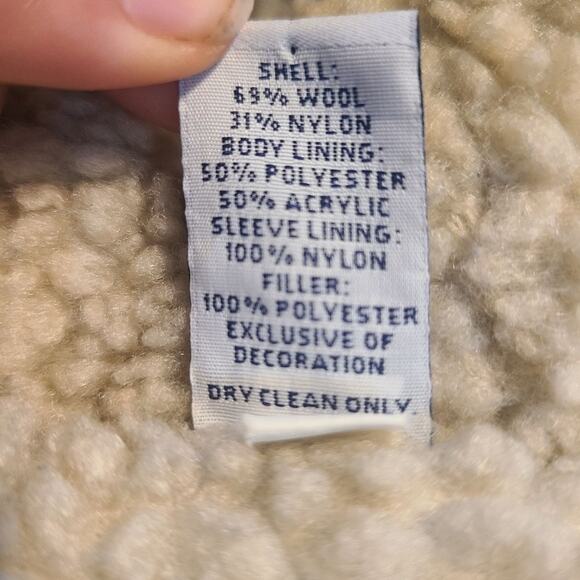 SHELL:
69% WOOL
31% NYLON
BODY LINING:
50% POLYESTER
50% ACRYLIC
SLEEVE LINING:
100% NYLON
FILLER:
100% POLYESTER
EXCLUSIVE OF
DECORATION
DRY CLEAN ONLY.